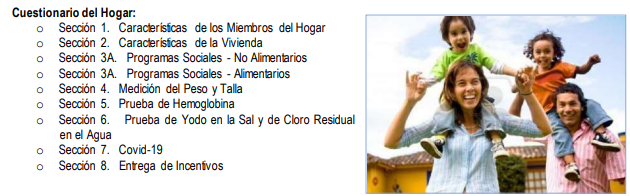 Cuestionario del Hogar:
o Sección 1. Características de los Miembros del Hogar
o Sección 2. Características de la Vivienda
o Sección 3A. Programas Sociales - No Alimentarios
o Sección 3A. Programas Sociales - Alimentarios
o Sección 4. Medición del Peso y Talla
o Sección 5. Prueba de Hemoglobina
o Sección 6. Prueba de Yodo en la Sal y de Cloro Residual
en el Agua
o Sección 7. Covid-19
o Sección 8. Entrega de Incentivos